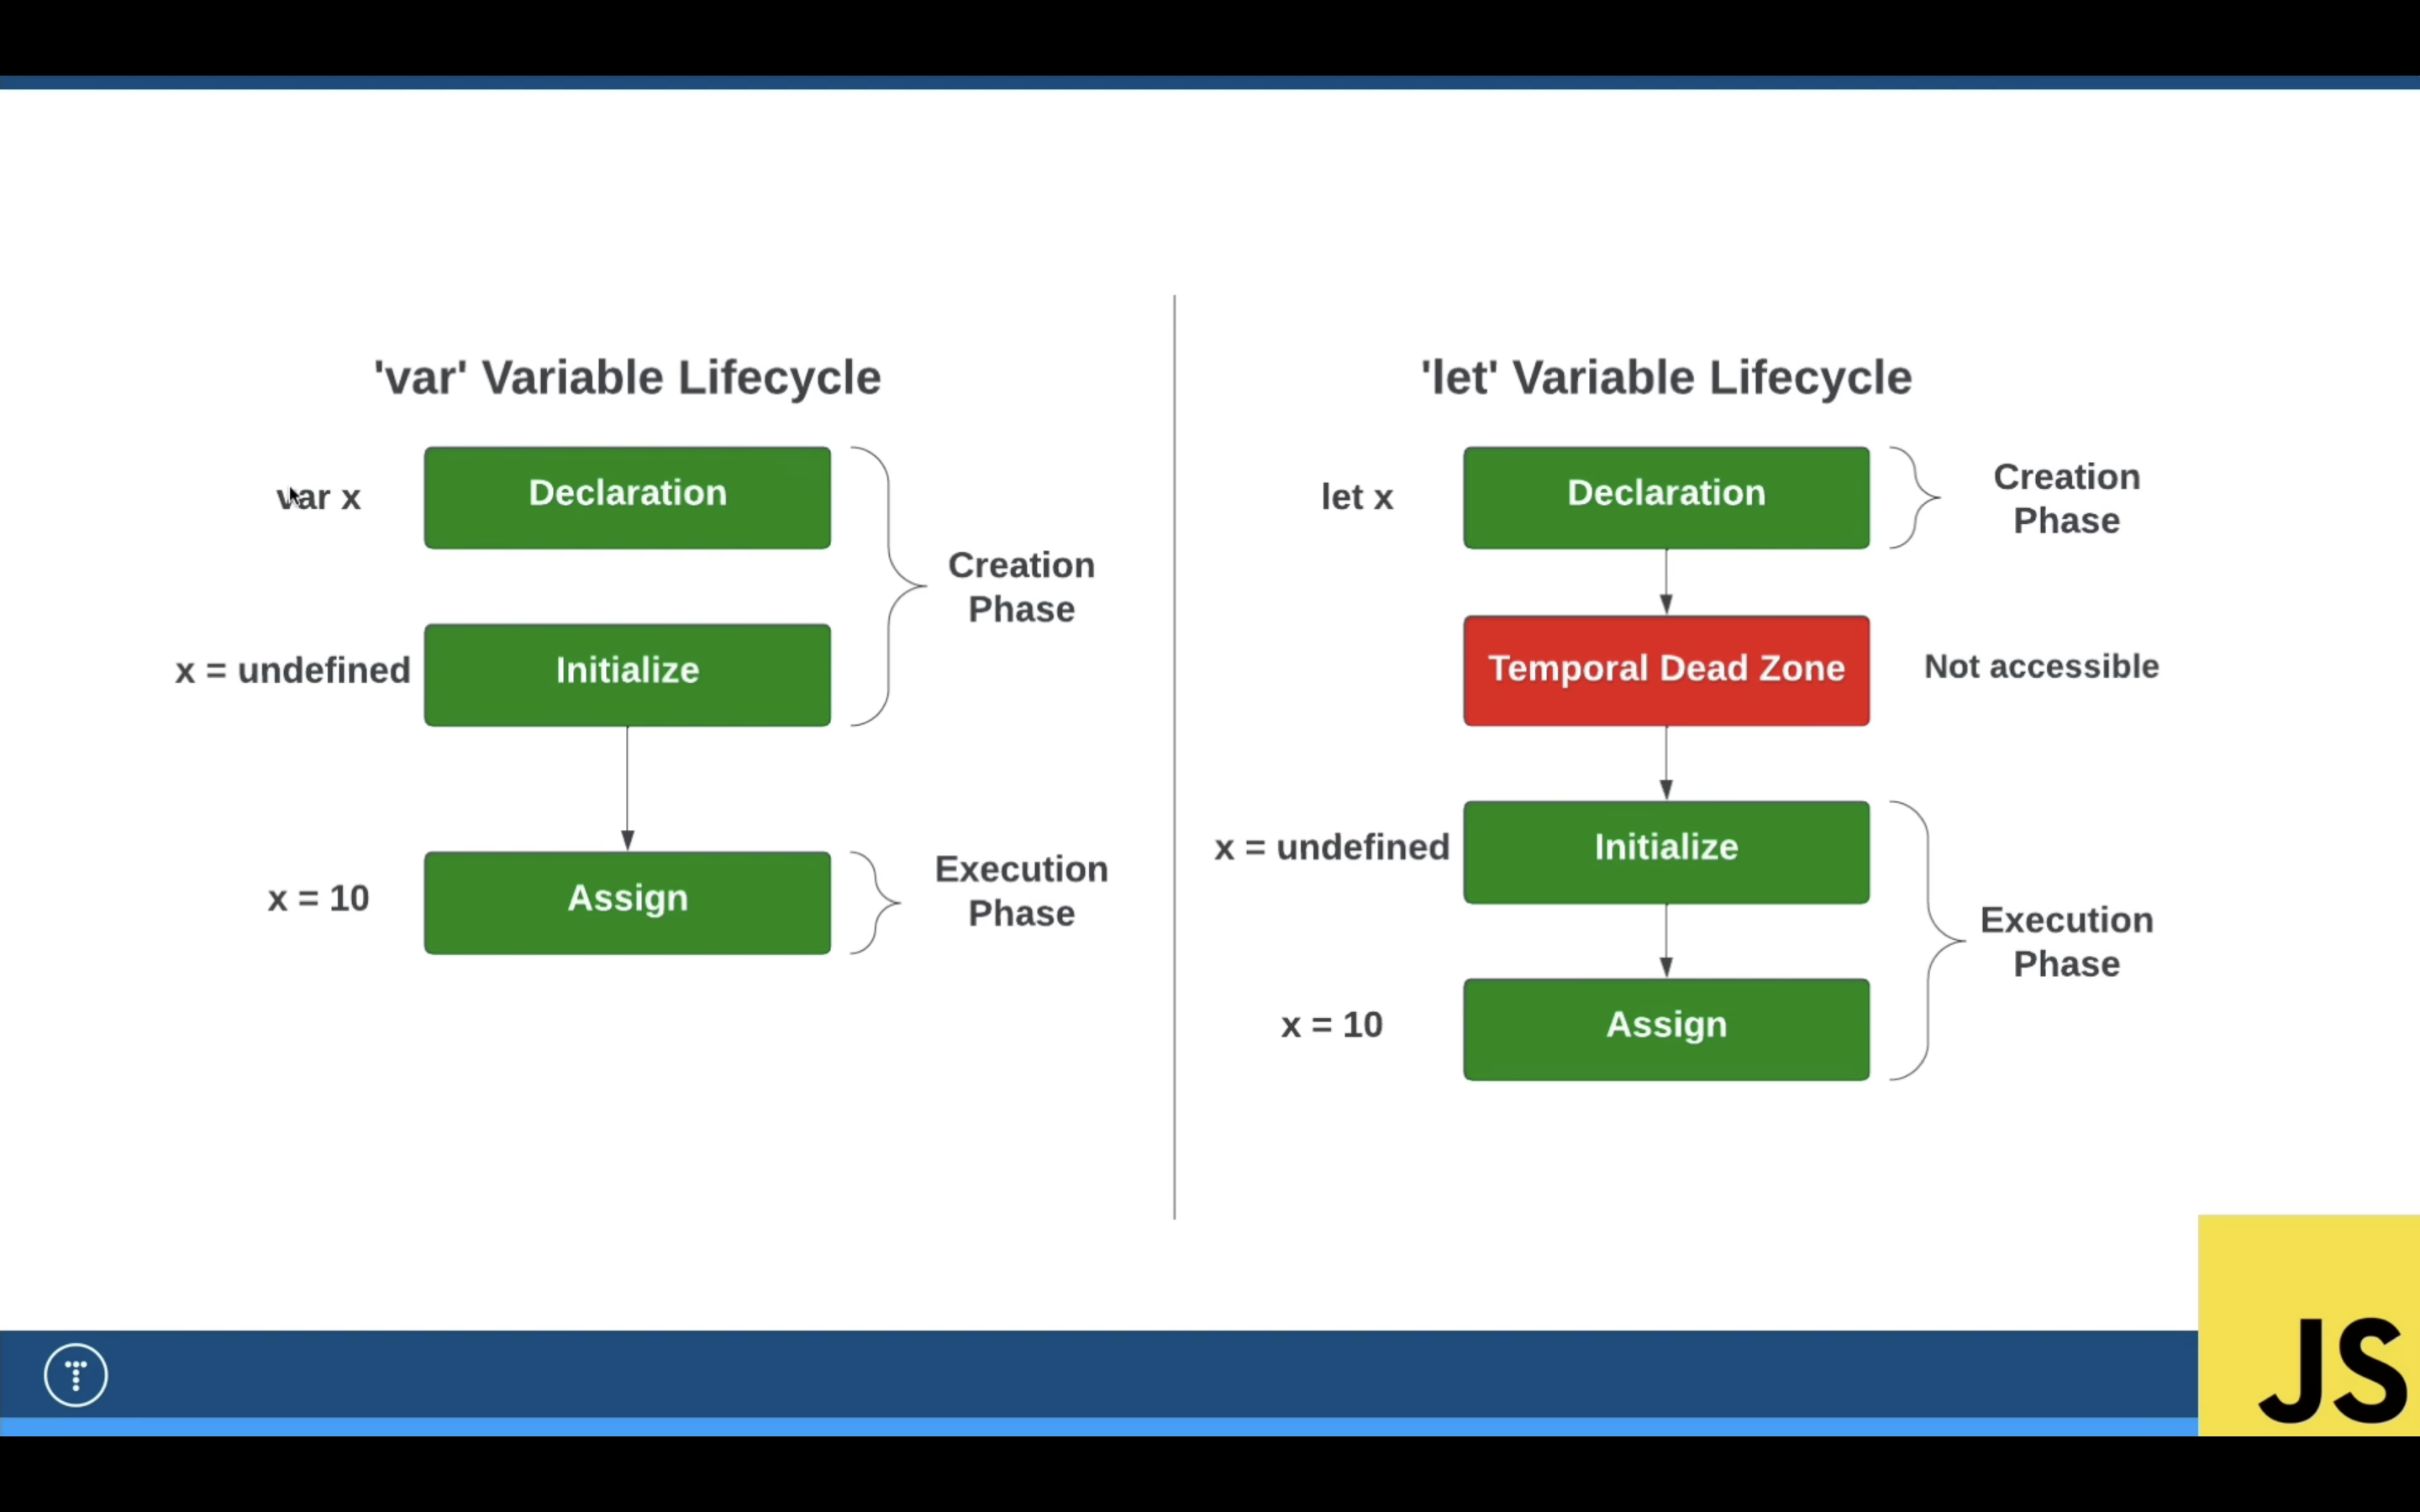 'var' Variable Lifecycle
var x
Declaration
Creation
Phase
x = undefined
Initialize
x = 10
Assign
Execution
Phase
'let' Variable Lifecycle
let x
Declaration
Creation
Phase
Temporal Dead Zone
Not accessible
x = undefined
Initialize
Execution
Phase
x = 10
Assign
T
JS